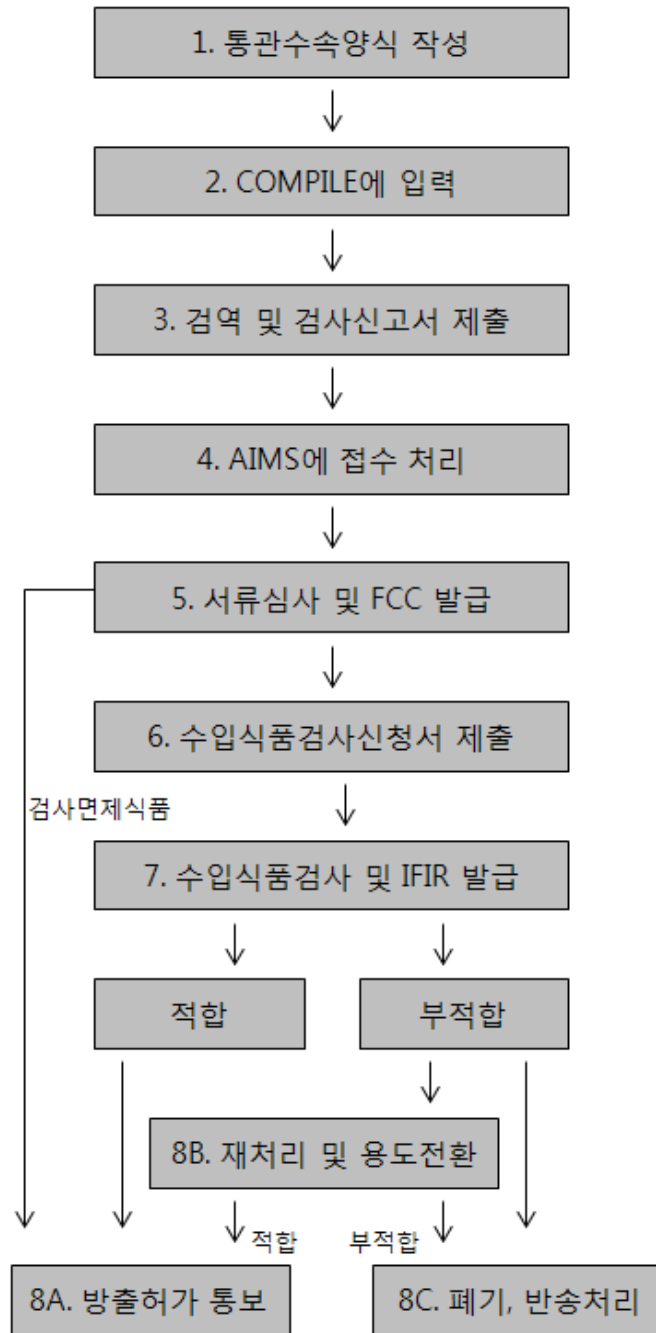 1. 통관수속양식 작성
2. COMPILE에 입력
3. 검역 및 검사신고서 제출
4. AIMS에 접수 처리
5. 서류심사 및 FCC 발급
6. 수입식품검사신청서 제출
검사면제식품
7. 수입식품검사 및 IFIR 발급
적합
부적합
8B. 재처리 및 용도전환
적합
부적합
8A. 방출허가 통보
8C. 폐기, 반송처리